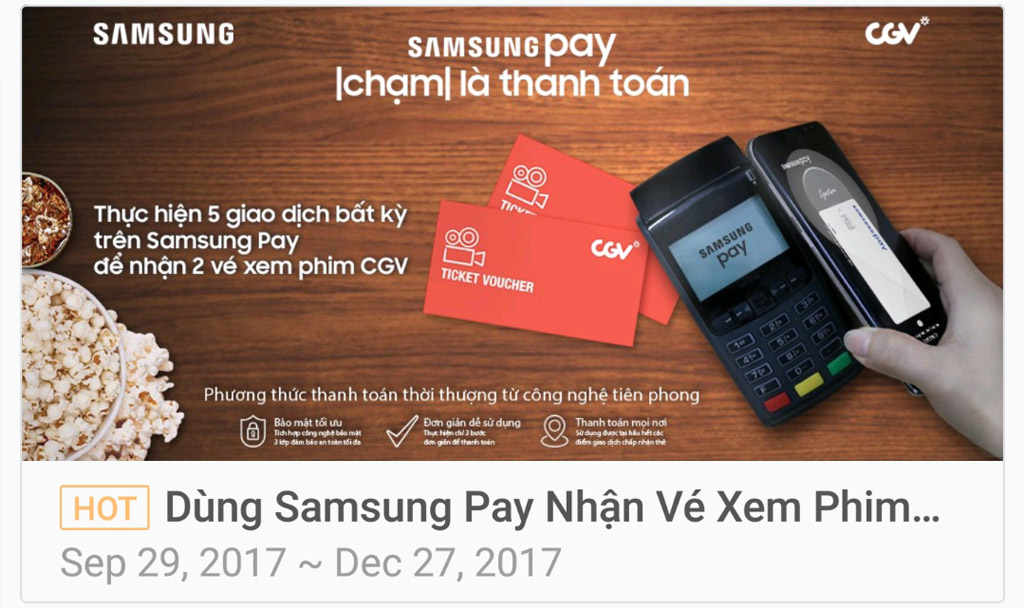 SAMSUNG
CGV*
SAMSUNG pay
|chạm| là thanh toán
Thực hiện 5 giao dịch bất kỳ
trên Samsung Pay
để nhận 2 vé xem phim CGV
TICKET VOUCHER
CGV*
SAMSUNG
pay
SAMSUNG pay
Phương thức thanh toán thời thượng từ công nghệ tiên phong
Bảo mật tối ưu
Tích hợp công nghệ bảo mật
3 lớp đảm bảo an toàn tối đa
Đơn giản dễ sử dụng
Thực hiện chỉ 3 bước
đơn giản để thanh toán
Thanh toán mọi nơi
Sử dụng được tại hầu hết các
điểm giao dịch chấp nhận thẻ
HOT Dùng Samsung Pay Nhận Vé Xem Phim...
Sep 29, 2017 ~ Dec 27, 2017